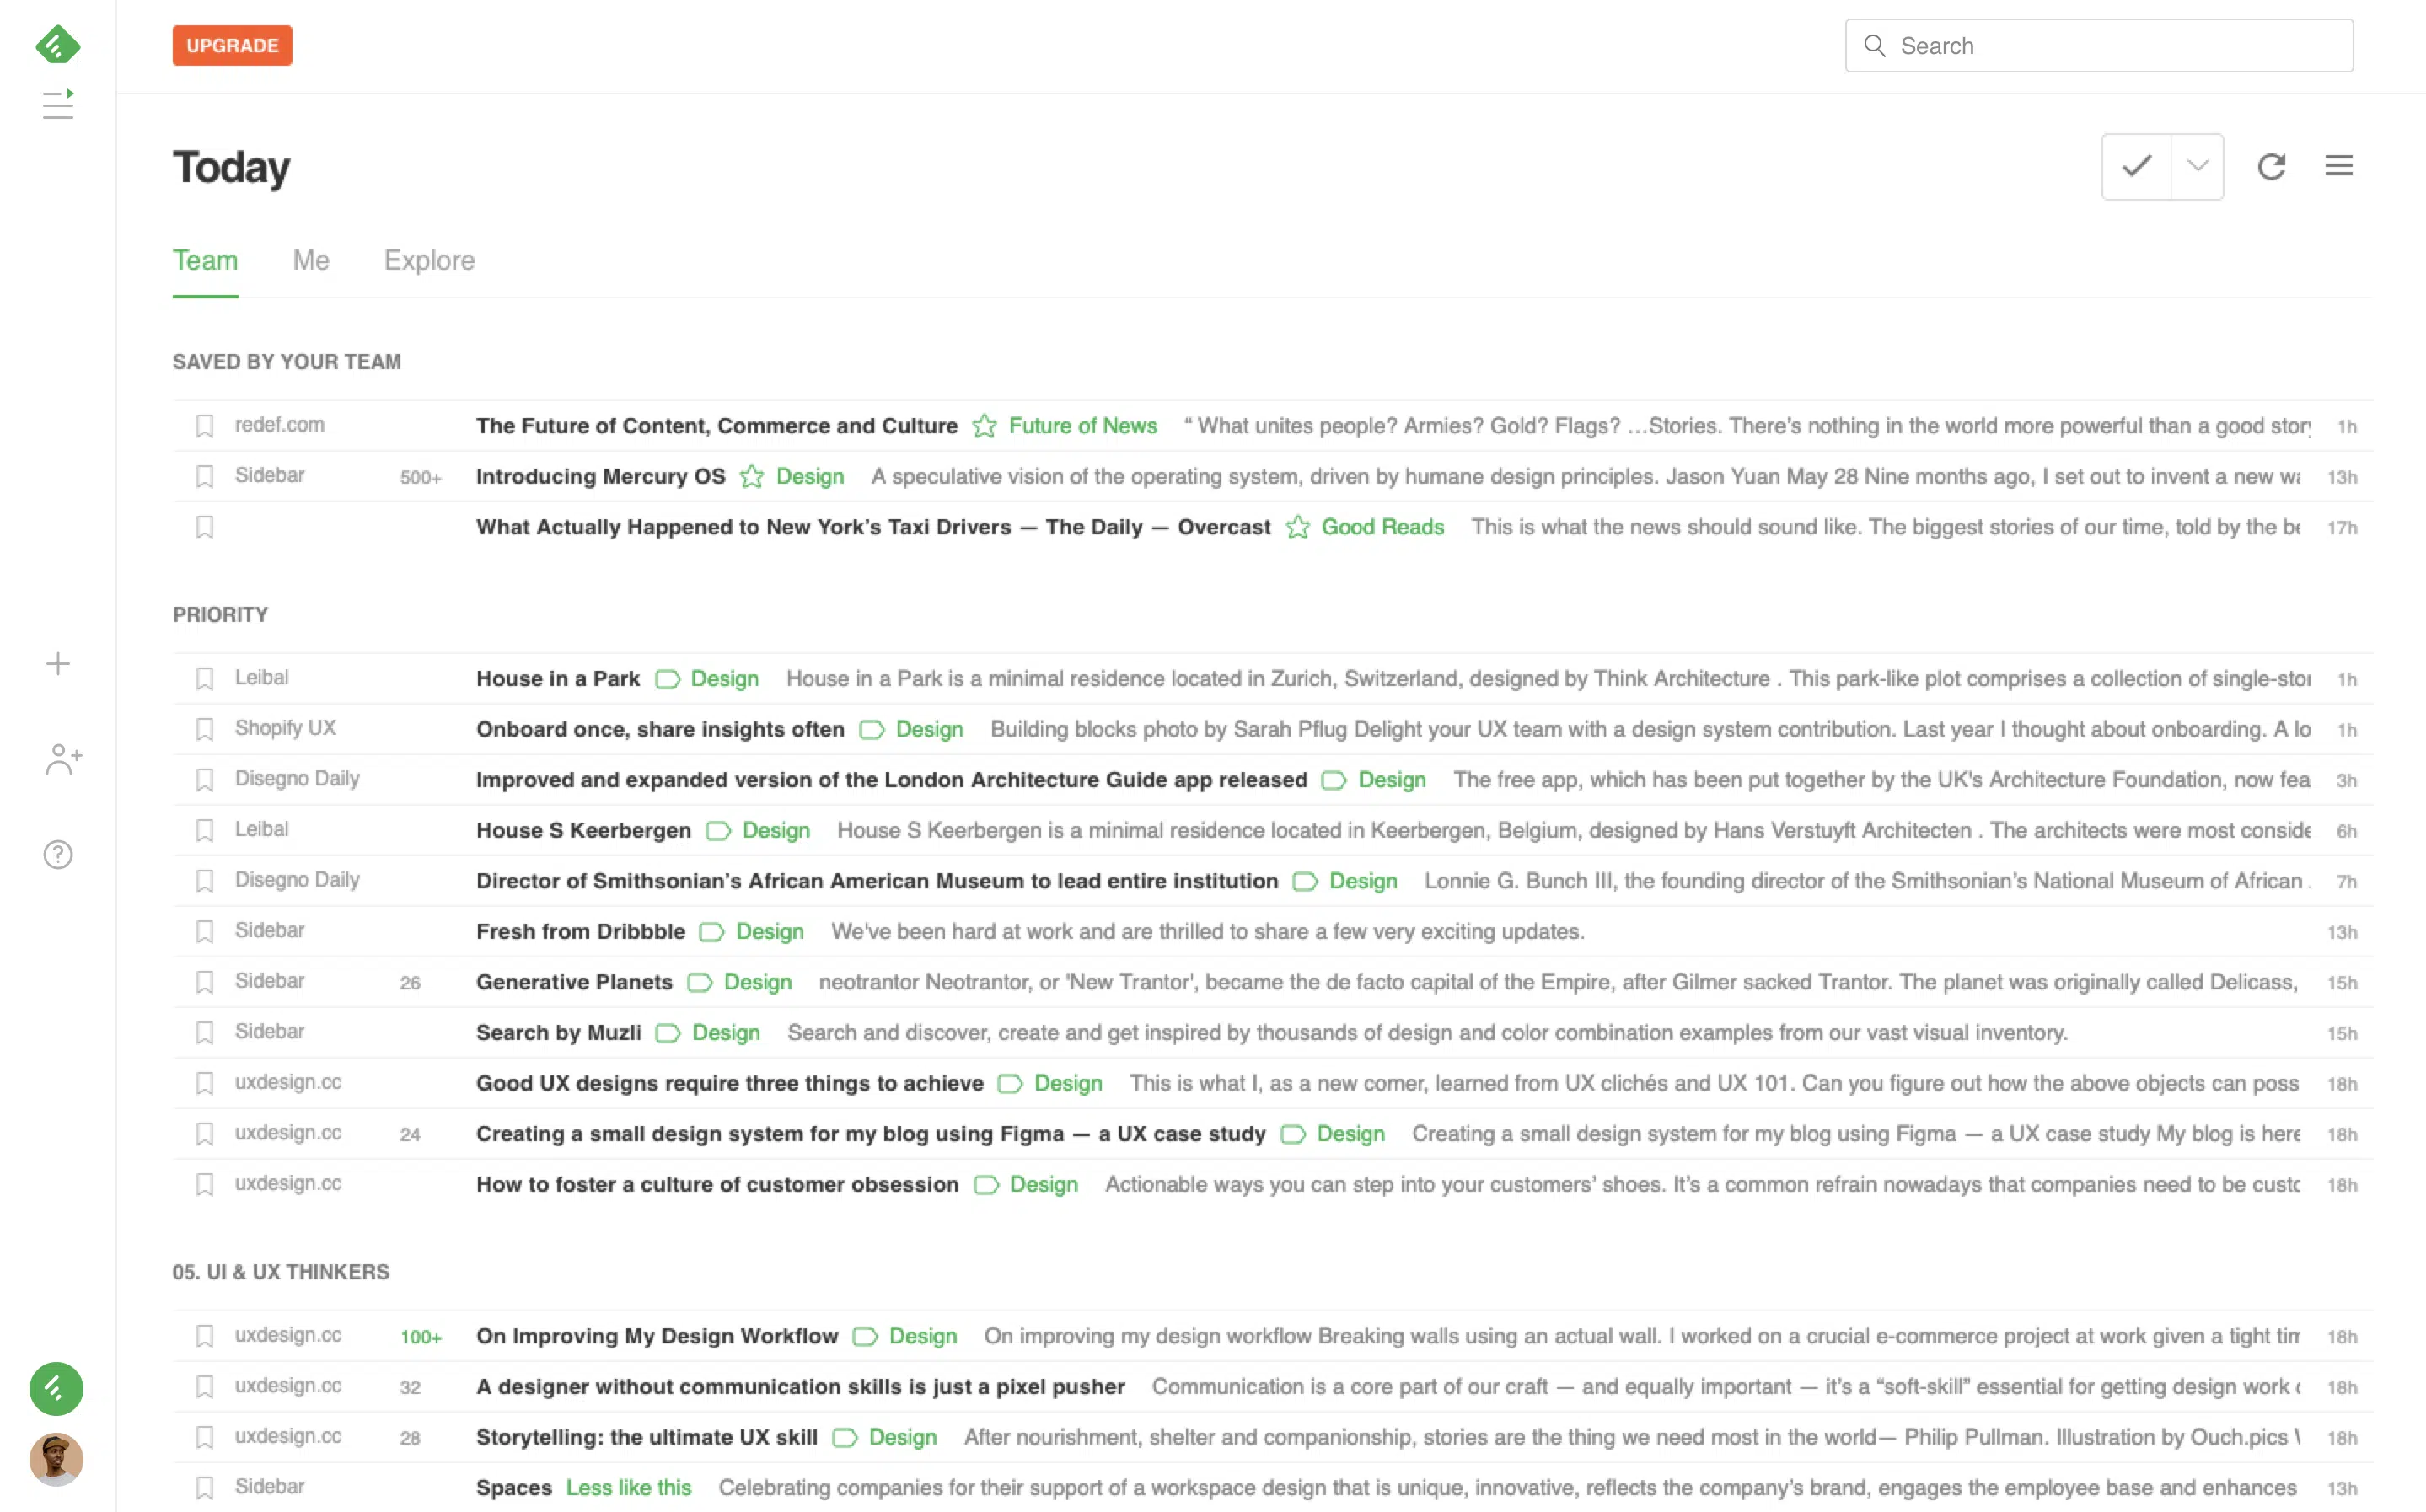 UPGRADE
Search
Today
Team Me Explore
SAVED BY YOUR TEAM
redef.com The Future of Content, Commerce and Culture Future of News “ What unites people? Armies? Gold? Flags? …Stories. There’s nothing in the world more powerful than a good story 1h
Sidebar 500+ Introducing Mercury OS Design A speculative vision of the operating system, driven by humane design principles. Jason Yuan May 28 Nine months ago, I set out to invent a new 13h
What Actually Happened to New York’s Taxi Drivers — The Daily — Overcast Good Reads This is what the news should sound like. The biggest stories of our time, told by the 17h
PRIORITY
Leibal House in a Park Design House in a Park is a minimal residence located in Zurich, Switzerland, designed by Think Architecture . This park-like plot comprises a collection of 1h
Shopify UX Onboard once, share insights often Design Building blocks photo by Sarah Pflug Delight your UX team with a design system contribution. Last year I thought about onboarding. A lo 1h
Disegno Daily Improved and expanded version of the London Architecture Guide app released Design The free app, which has been put together by the UK's Architecture Foundation, now fea 3h
Leibal House S Keerbergen Design House S Keerbergen is a minimal residence located in Keerbergen, Belgium, designed by Hans Verstuyft Architecten . The architects were most 6h
Disegno Daily Director of Smithsonian’s African American Museum to lead entire institution Design Lonnie G. Bunch III, the founding director of the Smithsonian’s National Museum of African 7h
Sidebar Fresh from Dribbble Design We've been hard at work and are thrilled to share a few very exciting updates. 13h
Sidebar 26 Generative Planets Design neotrantor Neotrantor, or 'New Trantor', became the de facto capital of the Empire, after Gilmer sacked Trantor. The planet was originally called Delicass, 15h
Sidebar Search by Muzli Design Search and discover, create and get inspired by thousands of design and color combination examples from our vast visual inventory. 15h
uxdesign.cc Good UX designs require three things to achieve Design This is what I, as a new comer, learned from UX clichés and UX 101. Can you figure out how the above objects can poss 18h
uxdesign.cc 24 Creating a small design system for my blog using Figma — a UX case study Design Creating a small design system for my blog using Figma — a UX case study My blog is here 18h
uxdesign.cc How to foster a culture of customer obsession Design Actionable ways you can step into your customers’ shoes. It’s a common refrain nowadays that companies need to be 18h
05. UI & UX THINKERS
uxdesign.cc 100+ On Improving My Design Workflow Design On improving my design workflow Breaking walls using an actual wall. I worked on a crucial e-commerce project at work given a tight 18h
uxdesign.cc 32 A designer without communication skills is just a pixel pusher Communication is a core part of our craft — and equally important — it’s a “soft-skill” essential for getting design work 18h
uxdesign.cc 28 Storytelling: the ultimate UX skill Design After nourishment, shelter and companionship, stories are the thing we need most in the world— Philip Pullman. Illustration by Ouch.pics 18h
Sidebar Spaces Less like this Celebrating companies for their support of a workspace design that is unique, innovative, reflects the company’s brand, engages the employee base and enhances 13h